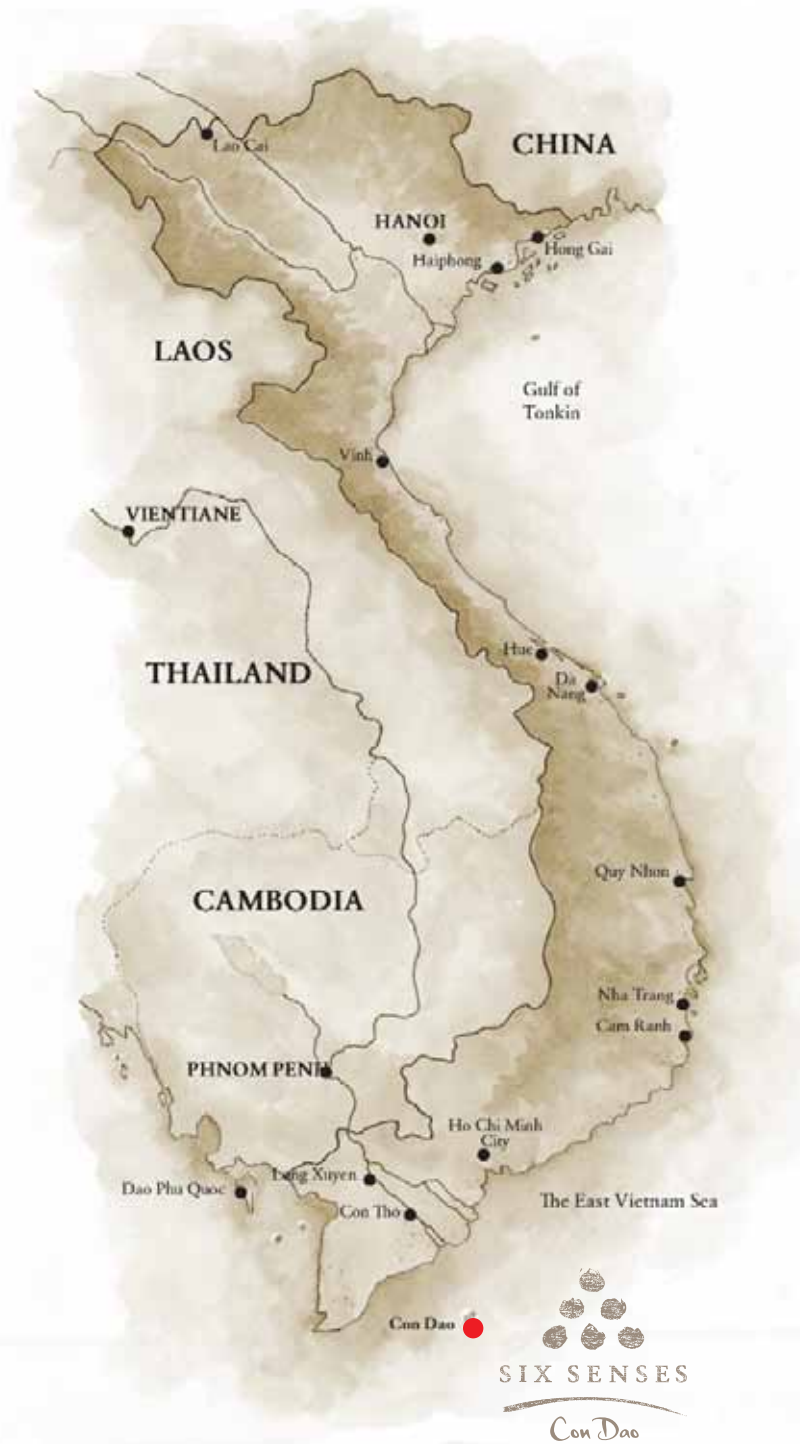 CHINA
Lao Cai
HANOI
Haiphong
Hong Gai
LAOS
Gulf of
Tonkin
Vinh
VIENTIANE
Hue
Da
Nang
THAILAND
Quy Nhon
CAMBODIA
Nha Trang
Cam Ranh
PHNOM PENH
Ho Chi Minh
City
Long Xuyen
Dao Phu Quoc
Con Tho
The East Vietnam Sea
Con Dao
SIX SENSES
Con Dao